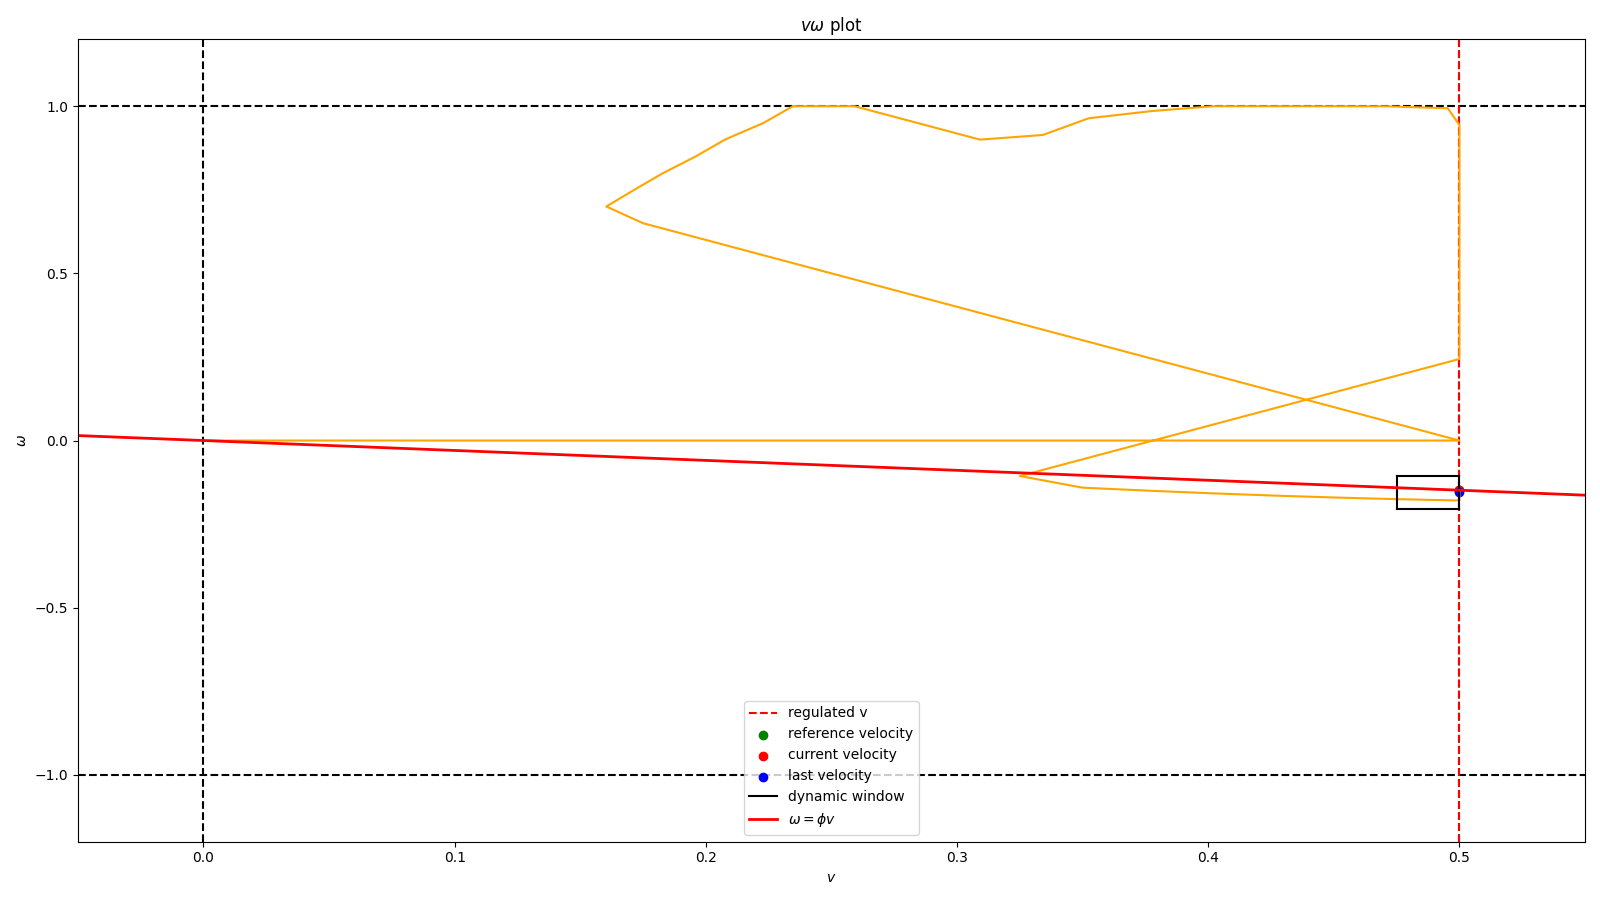 vω plot
ω
1.0
0.5
0.0
−0.5
−1.0
regulated v
reference velocity
current velocity
last velocity
dynamic window
ω = ϕv
0.0 0.1 0.2 0.3 0.4 0.5
v